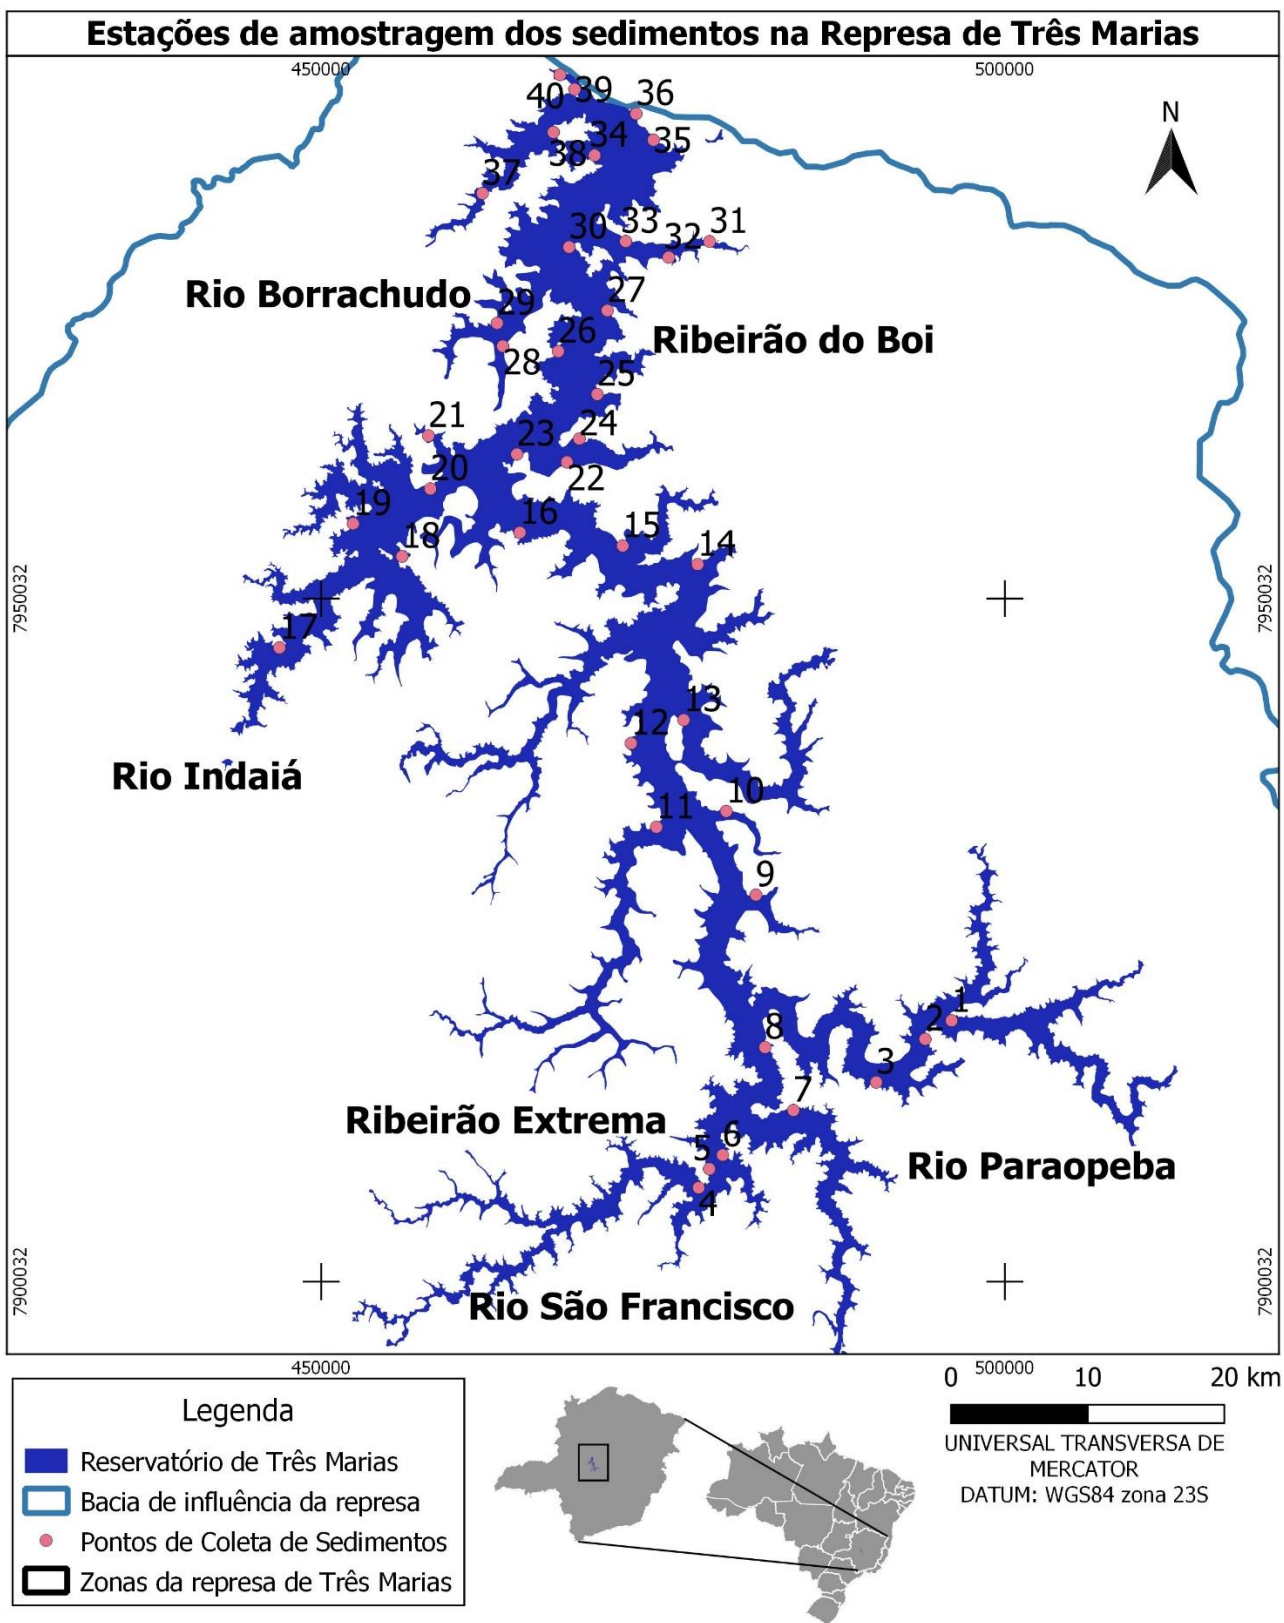 Estações de amostragem dos sedimentos na Represa de Três Marias
450000
500000
N
40
39
36
34
35
38
37
33
31
30
32
27
Rio Borrachudo
29
Ribeirão do Boi
26
28
25
21
24
23
20
22
19
16
15
18
14
7950032
7950032
17
13
12
Rio Indaiá
10
11
9
1
2
8
3
7
Ribeirão Extrema
6
5
Rio Paraopeba
4
7900032
7900032
Rio São Francisco
450000
500000
0 10 20 km
UNIVERSAL TRANSVERSA DE
MERCATOR
DATUM: WGS84 zona 23S
Legenda
Reservatório de Três Marias
Bacia de influência da represa
Pontos de Coleta de Sedimentos
Zonas da represa de Três Marias